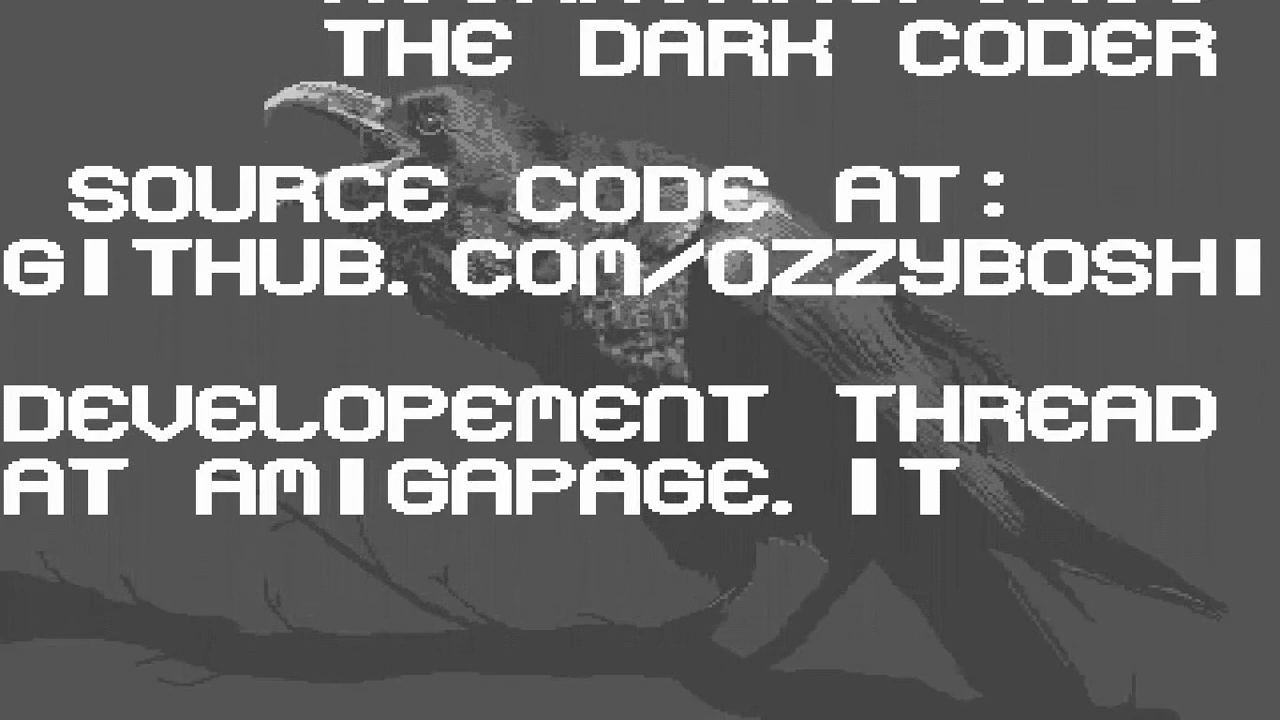 THE DARK CODER
SOURCE CODE AT:
GITHUB.COM/OZZYBOSHI
DEVELOPEMENT THREAD
AT AMIGAPAGE.IT